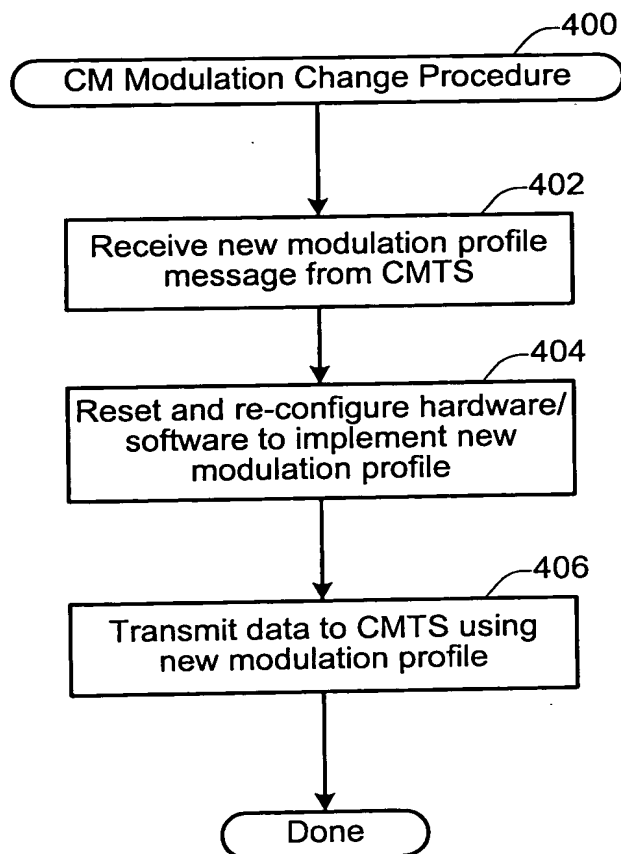 400
CM Modulation Change Procedure
402
Receive new modulation profile
message from CMTS
404
Reset and re-configure hardware/
software to implement new
modulation profile
406
Transmit data to CMTS using
new modulation profile
Done